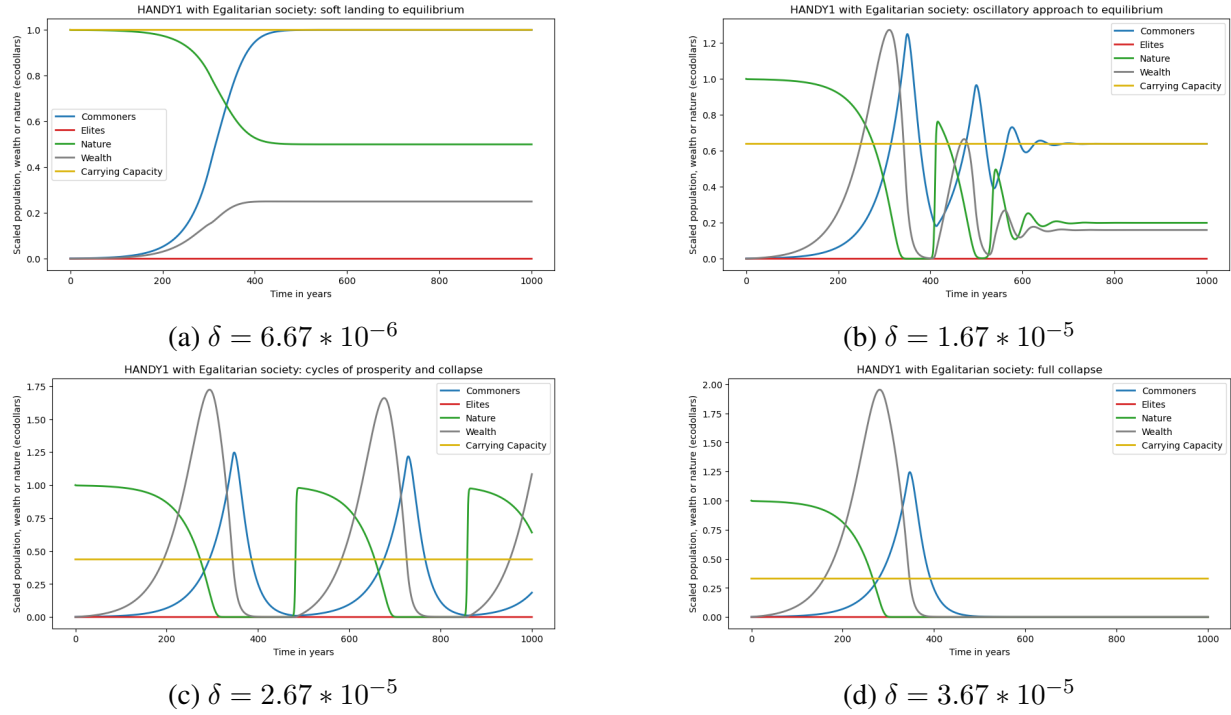 HANDY1 with Egalitarian society: soft landing to equilibrium
Scaled population, wealth or nature (ecodollars)
1.0
0.8
0.6
0.4
0.2
0.0
Commoners
Elites
Nature
Wealth
Carrying Capacity
0 200 400 600 800 1000
Time in years
(a) δ = 6.67 ∗ 10⁻⁶
HANDY1 with Egalitarian society: oscillatory approach to equilibrium
Scaled population, wealth or nature (ecodollars)
1.2
1.0
0.8
0.6
0.4
0.2
0.0
Commoners
Elites
Nature
Wealth
Carrying Capacity
0 200 400 600 800 1000
Time in years
(b) δ = 1.67 ∗ 10⁻⁵
HANDY1 with Egalitarian society: cycles of prosperity and collapse
Scaled population, wealth or nature (ecodollars)
1.75
1.50
1.25
1.00
0.75
0.50
0.25
0.00
Commoners
Elites
Nature
Wealth
Carrying Capacity
0 200 400 600 800 1000
Time in years
(c) δ = 2.67 ∗ 10⁻⁵
HANDY1 with Egalitarian society: full collapse
Scaled population, wealth or nature (ecodollars)
2.00
1.75
1.50
1.25
1.00
0.75
0.50
0.25
0.00
Commoners
Elites
Nature
Wealth
Carrying Capacity
0 200 400 600 800 1000
Time in years
(d) δ = 3.67 ∗ 10⁻⁵